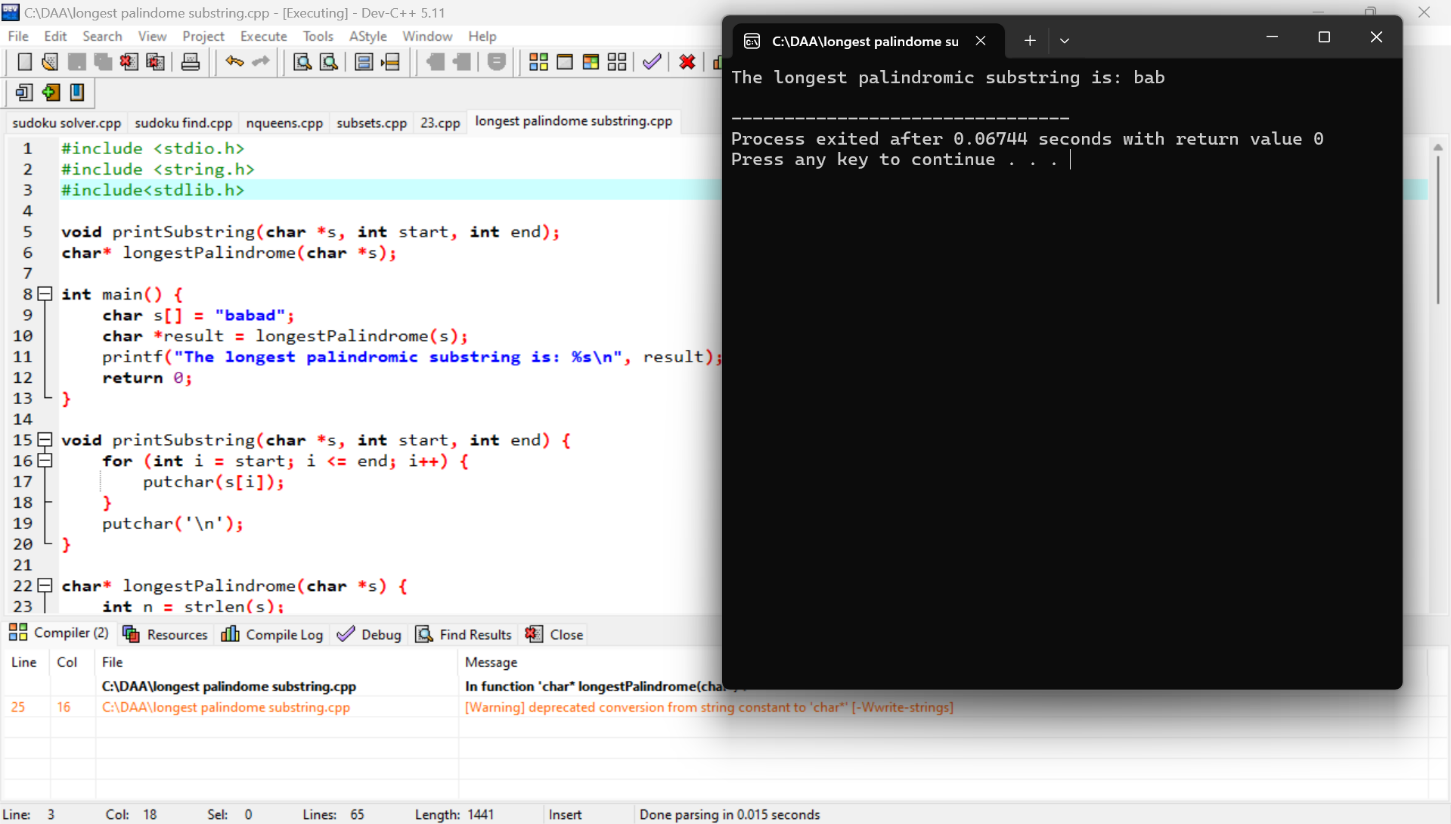 C:\DAA\longest palindome substring.cpp - [Executing] - Dev-C++ 5.11
File Edit Search View Project Execute Tools AStyle Window Help
sudoku solver.cpp sudoku find.cpp nqueens.cpp subsets.cpp 23.cpp longest palindome substring.cpp
1 #include <stdio.h>
2 #include <string.h>
3 #include<stdlib.h>
4
5 void printSubstring(char *s, int start, int end);
6 char* longestPalindrome(char *s);
7
8 int main() {
9 char s[] = "babad";
10 char *result = longestPalindrome(s);
11 printf("The longest palindromic substring is: %s\n", result);
12 return 0;
13 }
14
15 void printSubstring(char *s, int start, int end) {
16 for (int i = start; i <= end; i++) {
17 putchar(s[i]);
18 }
19 putchar('\n');
20 }
21
22 char* longestPalindrome(char *s) {
23 int n = strlen(s);
C:\DAA\longest palindome su
The longest palindromic substring is: bab
--------------------------------
Process exited after 0.06744 seconds with return value 0
Press any key to continue . . .
Compiler (2) Resources Compile Log Debug Find Results Close
Line Col File Message
C:\DAA\longest palindome substring.cpp In function 'char* longestPalindrome(cha
25 16 C:\DAA\longest palindome substring.cpp [Warning] deprecated conversion from string constant to 'char*' [-Wwrite-strings]
Line: 3 Col: 18 Sel: 0 Lines: 65 Length: 1441 Insert Done parsing in 0.015 seconds